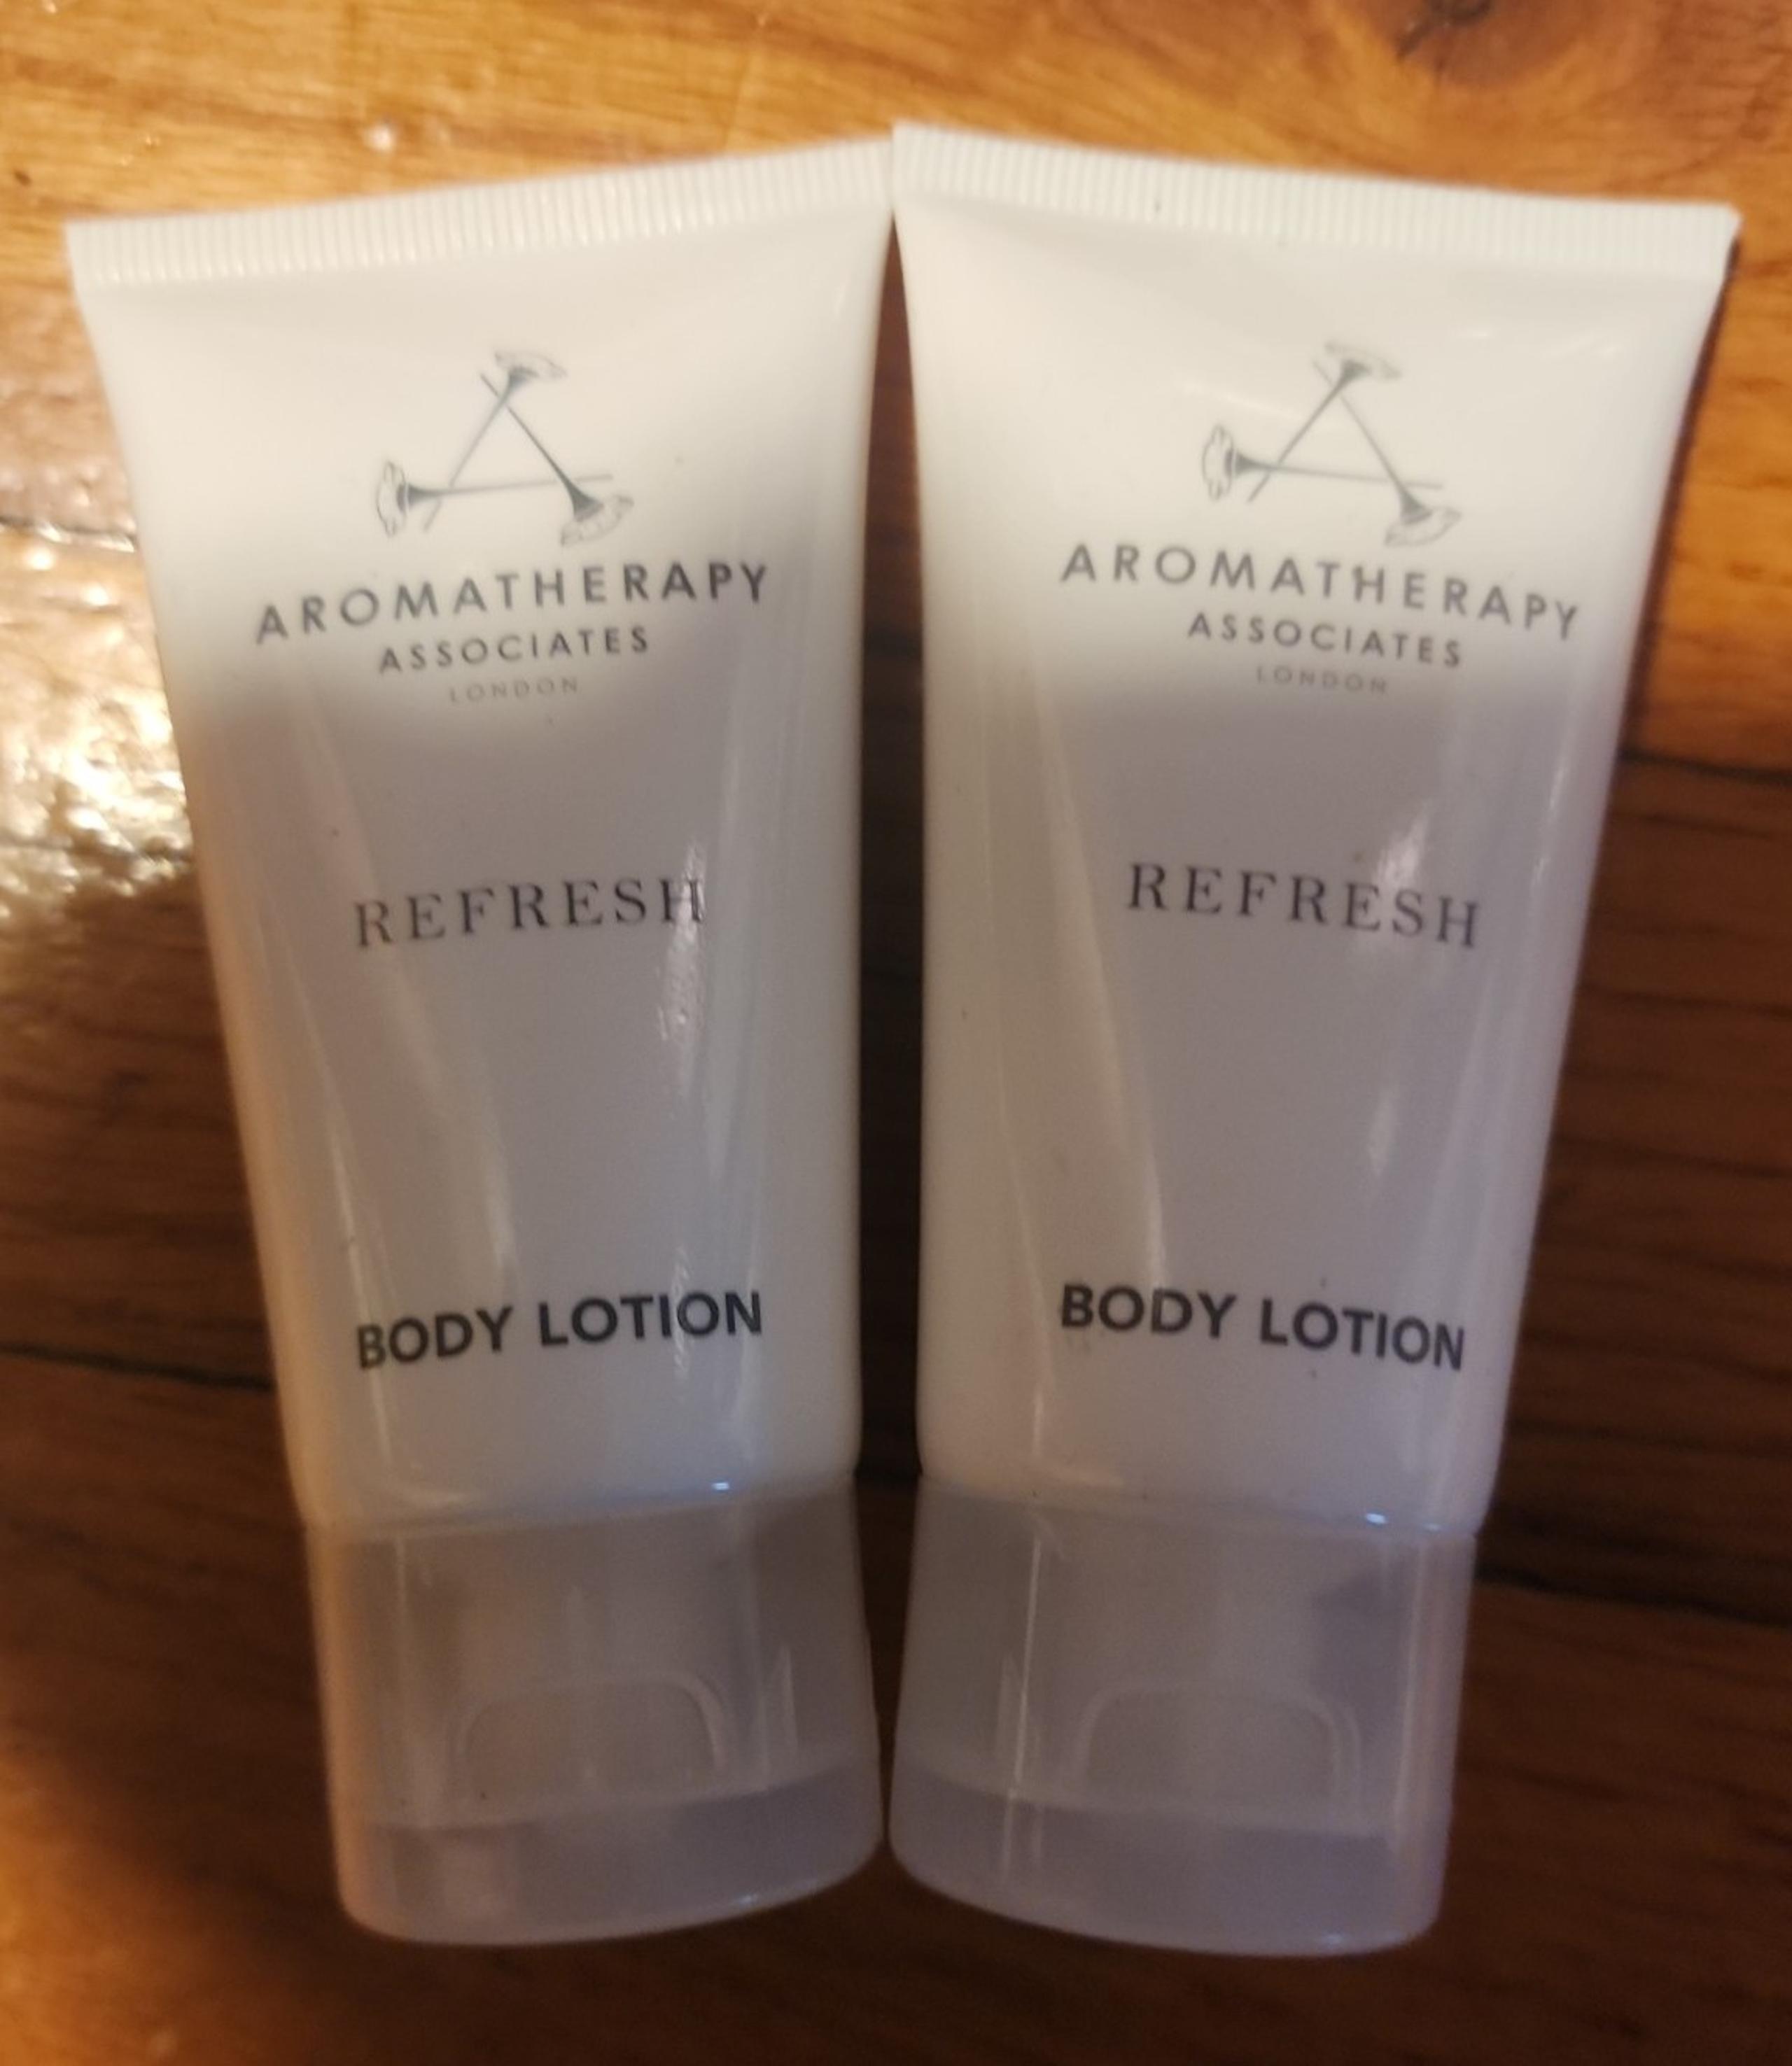 AROMATHERAPY
ASSOCIATES
LONDON
REFRESH
BODY LOTION
AROMATHERAPY
ASSOCIATES
LONDON
REFRESH
BODY LOTION